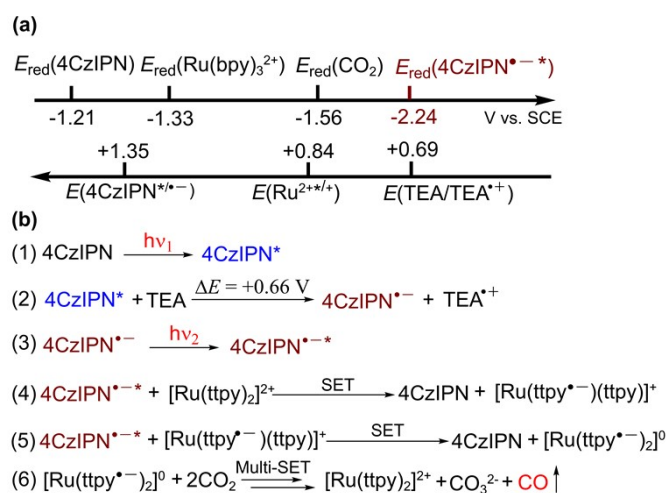 (a)
E_red(4CzIPN) E_red(Ru(bpy)₃²⁺) E_red(CO₂) E_red(4CzIPN•−*)
-1.21 -1.33 -1.56 -2.24 V vs. SCE
+1.35 +0.84 +0.69
E(4CzIPN*/•−) E(Ru²⁺*/⁺) E(TEA/TEA•+)
(b)
(1) 4CzIPN hν₁ 4CzIPN*
(2) 4CzIPN* + TEA ΔE = +0.66 V 4CzIPN•− + TEA•+
(3) 4CzIPN•− hν₂ 4CzIPN•−*
(4) 4CzIPN•−* + [Ru(ttpy)₂]²⁺ SET 4CzIPN + [Ru(ttpy•−)(ttpy)]⁺
(5) 4CzIPN•−* + [Ru(ttpy•−)(ttpy)]⁺ SET 4CzIPN + [Ru(ttpy•−)₂]⁰
(6) [Ru(ttpy•−)₂]⁰ + 2CO₂ Multi-SET [Ru(ttpy)₂]²⁺ + CO₃²⁻ + CO